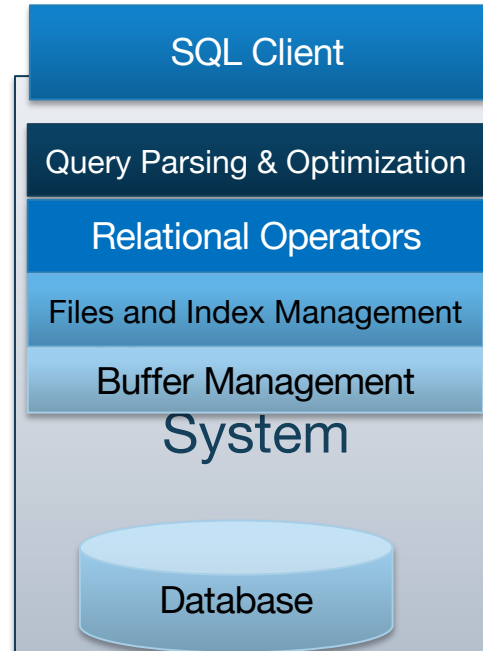 SQL Client
Query Parsing & Optimization
Relational Operators
Files and Index Management
Buffer Management
System
Database